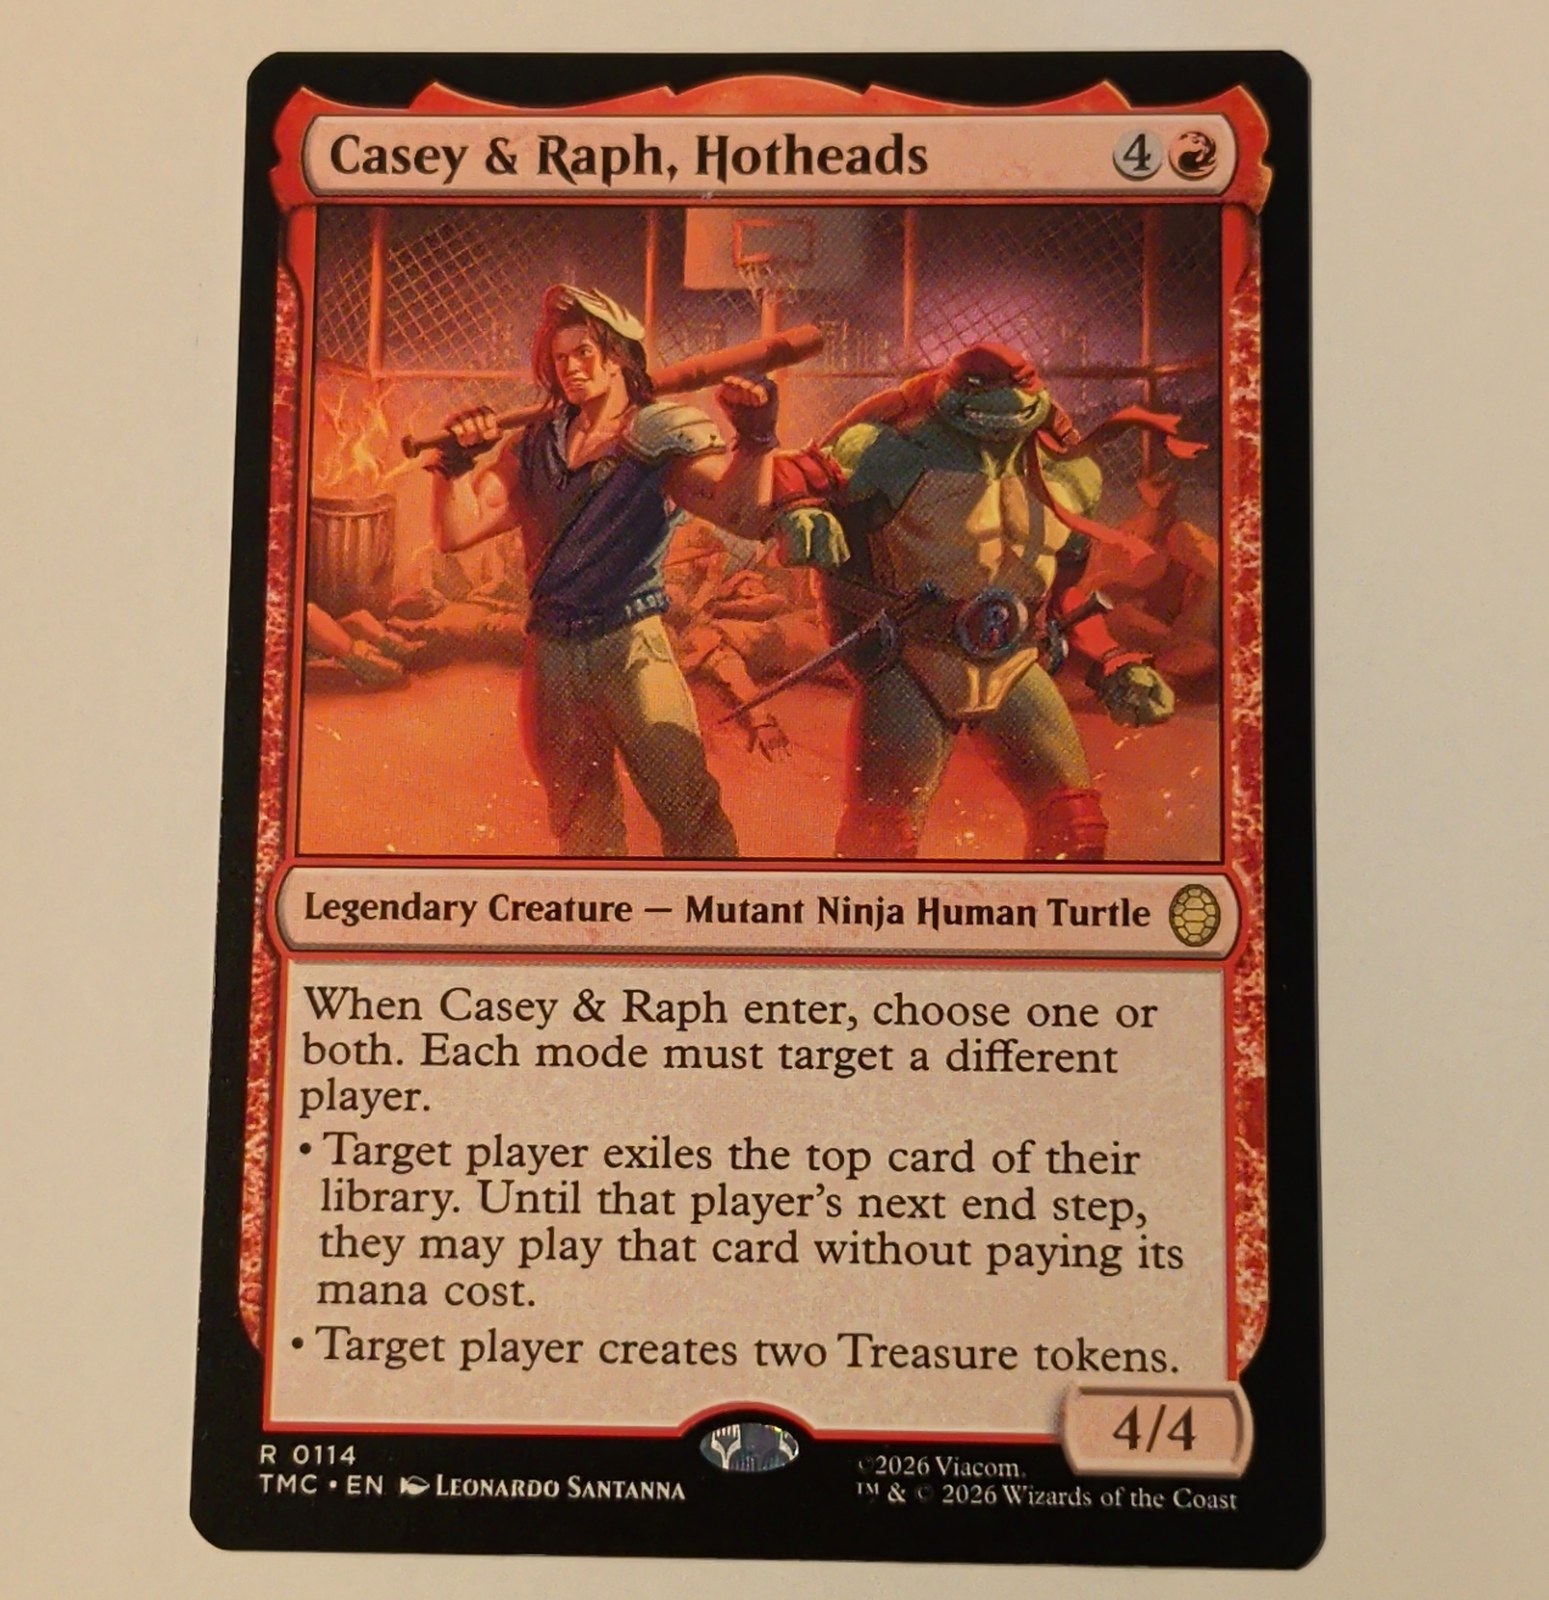 Casey & Raph, Hotheads 4
R
Legendary Creature — Mutant Ninja Human Turtle
When Casey & Raph enter, choose one or
both. Each mode must target a different
player.
• Target player exiles the top card of their
library. Until that player's next end step,
they may play that card without paying its
mana cost.
• Target player creates two Treasure tokens.
4/4
R 0114
TMC • EN LEONARDO SANTANNA
©2026 Viacom.
™ & © 2026 Wizards of the Coast